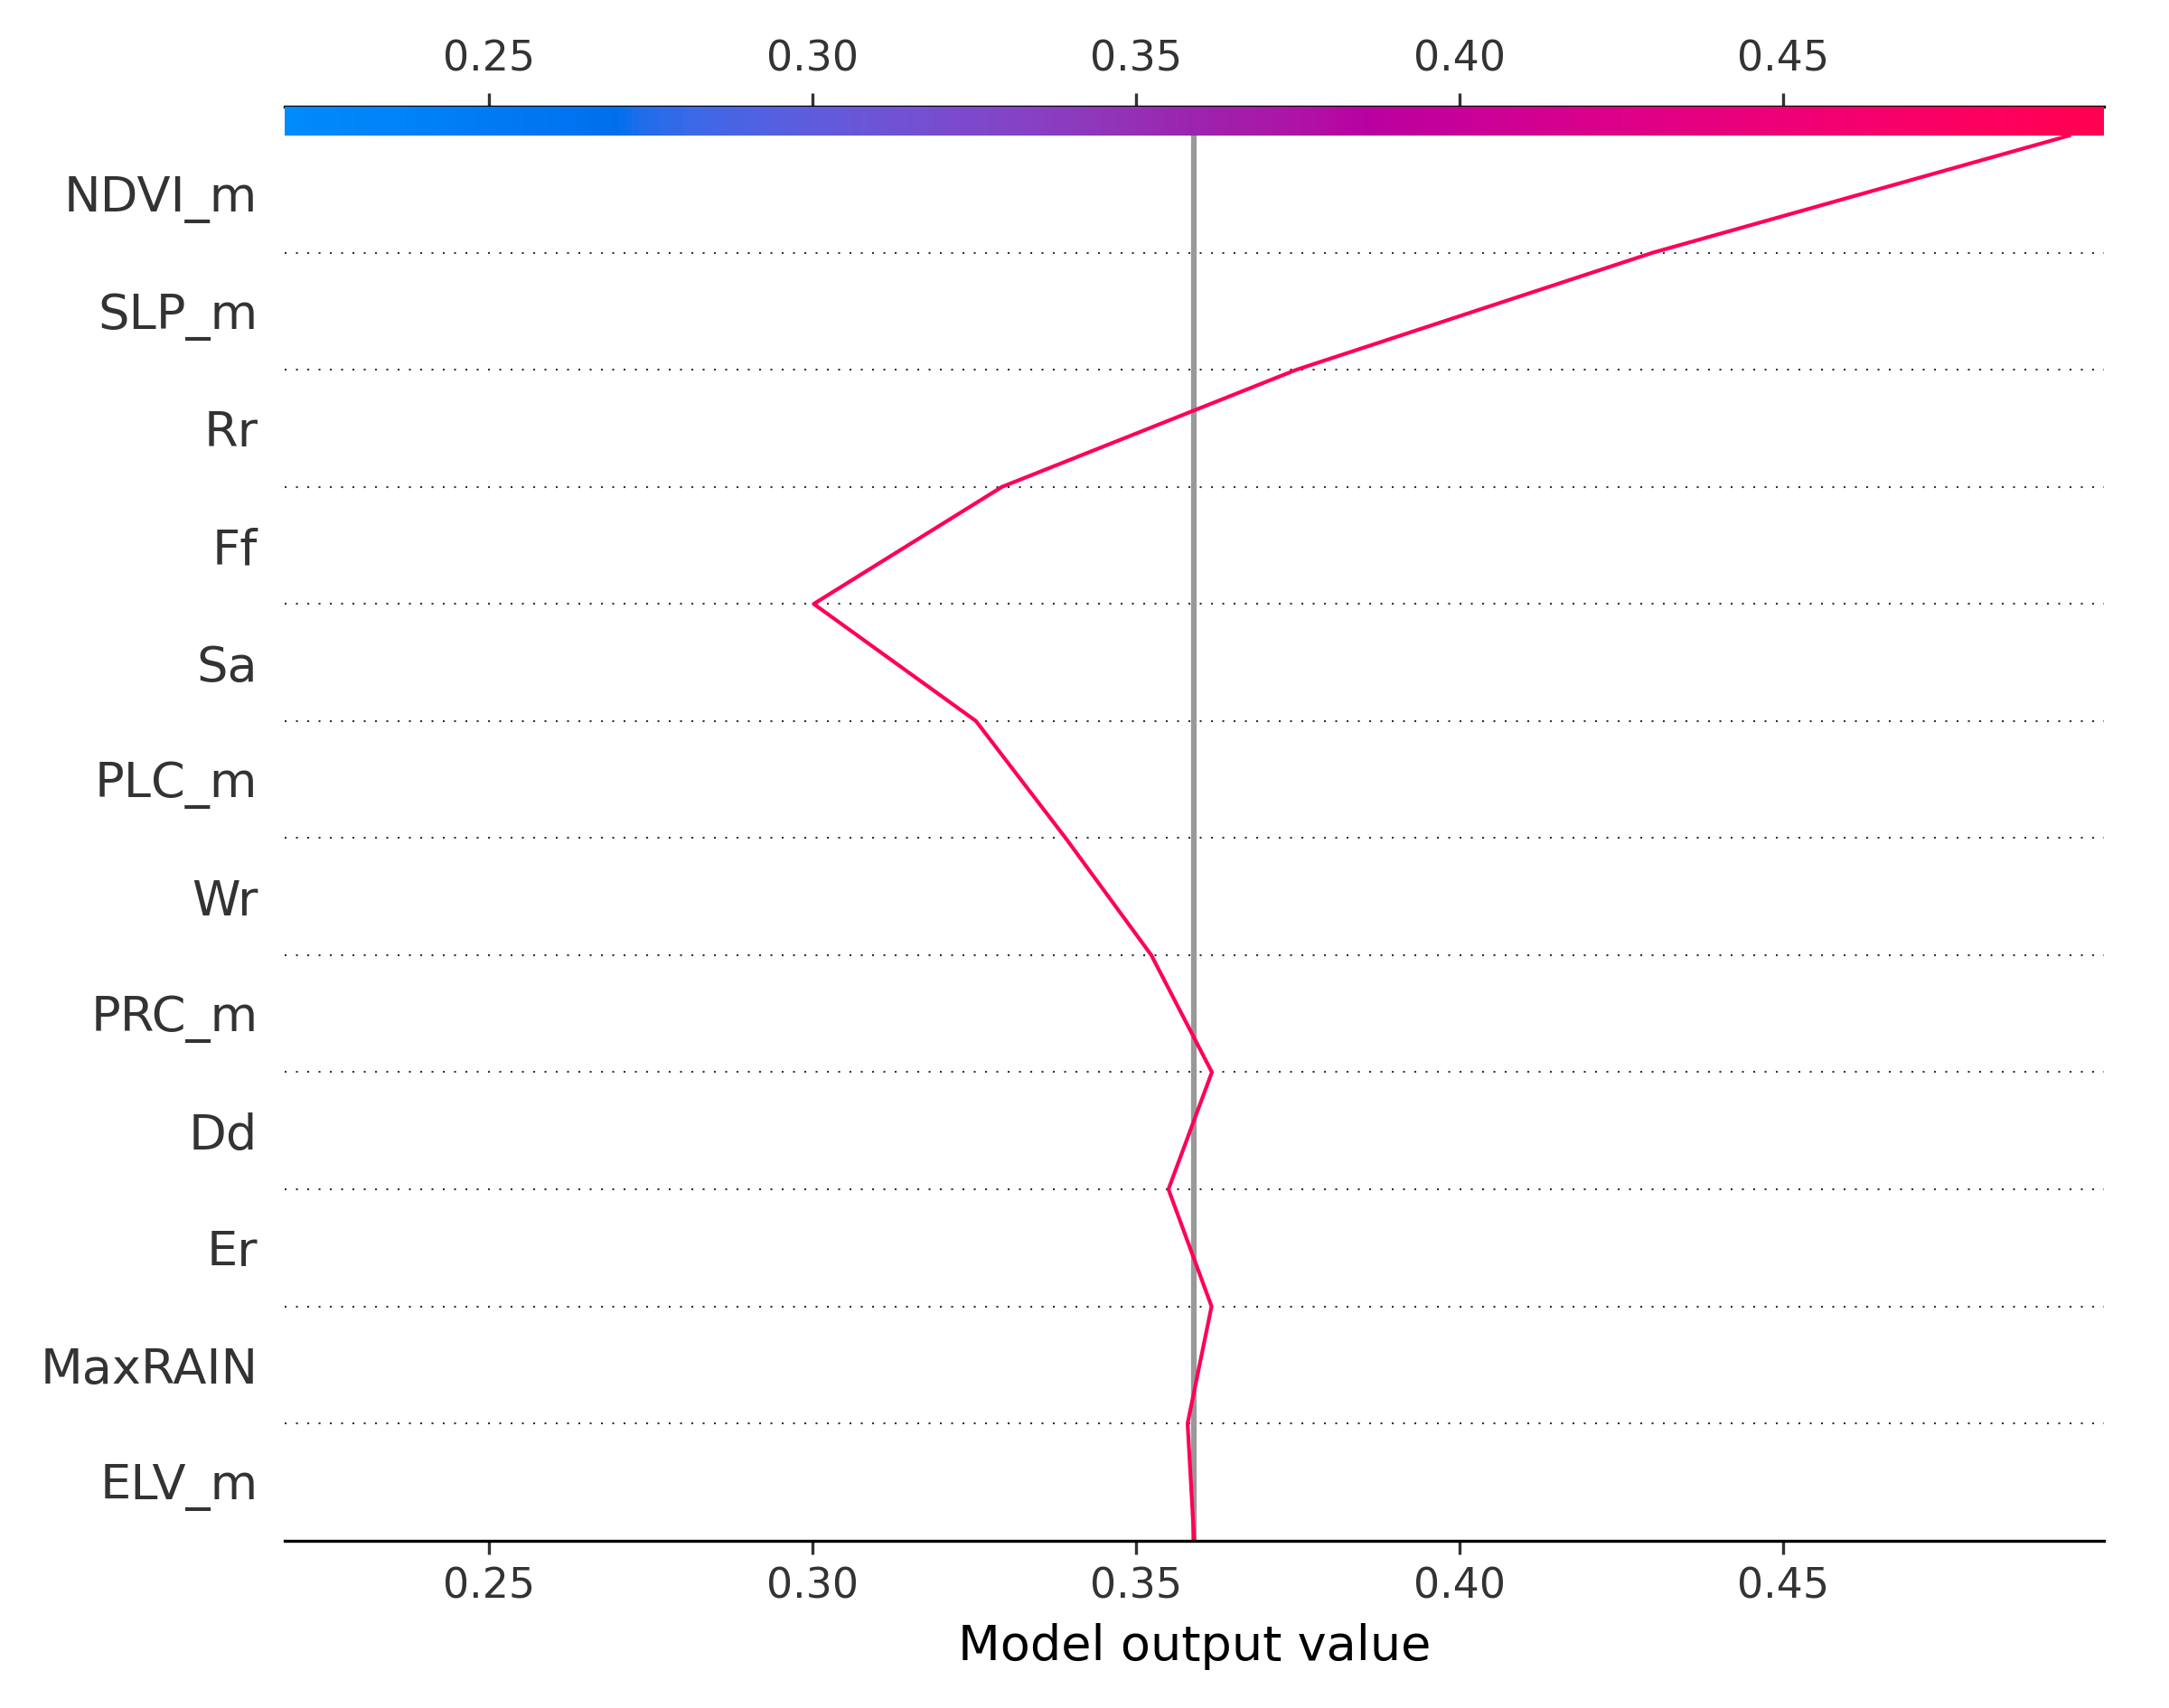 0.25 0.30 0.35 0.40 0.45
NDVI_m
SLP_m
Rr
Ff
Sa
PLC_m
Wr
PRC_m
Dd
Er
MaxRAIN
ELV_m
0.25 0.30 0.35 0.40 0.45
Model output value